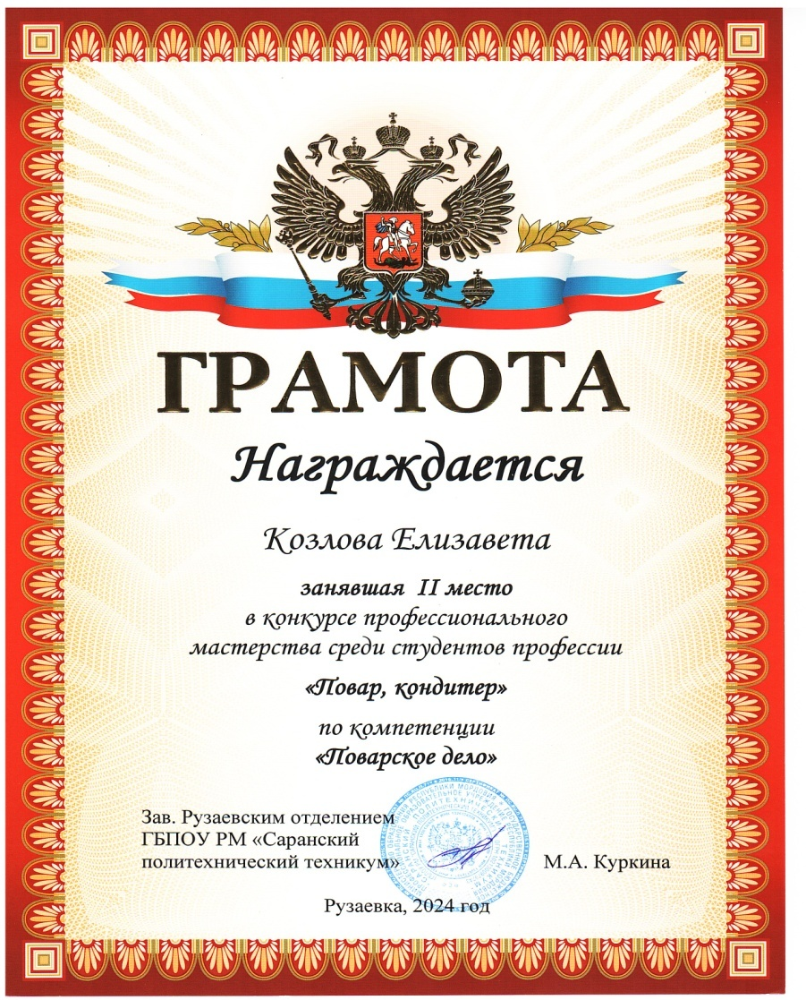 ГРАМОТА
Награждается
Козлова Елизавета
занявшая II место
в конкурсе профессионального
мастерства среди студентов профессии
«Повар, кондитер»
по компетенции
«Поварское дело»
Зав. Рузаевским отделением
ГБПОУ РМ «Саранский
политехнический техникум»
М.А. Куркина
Рузаевка, 2024 год